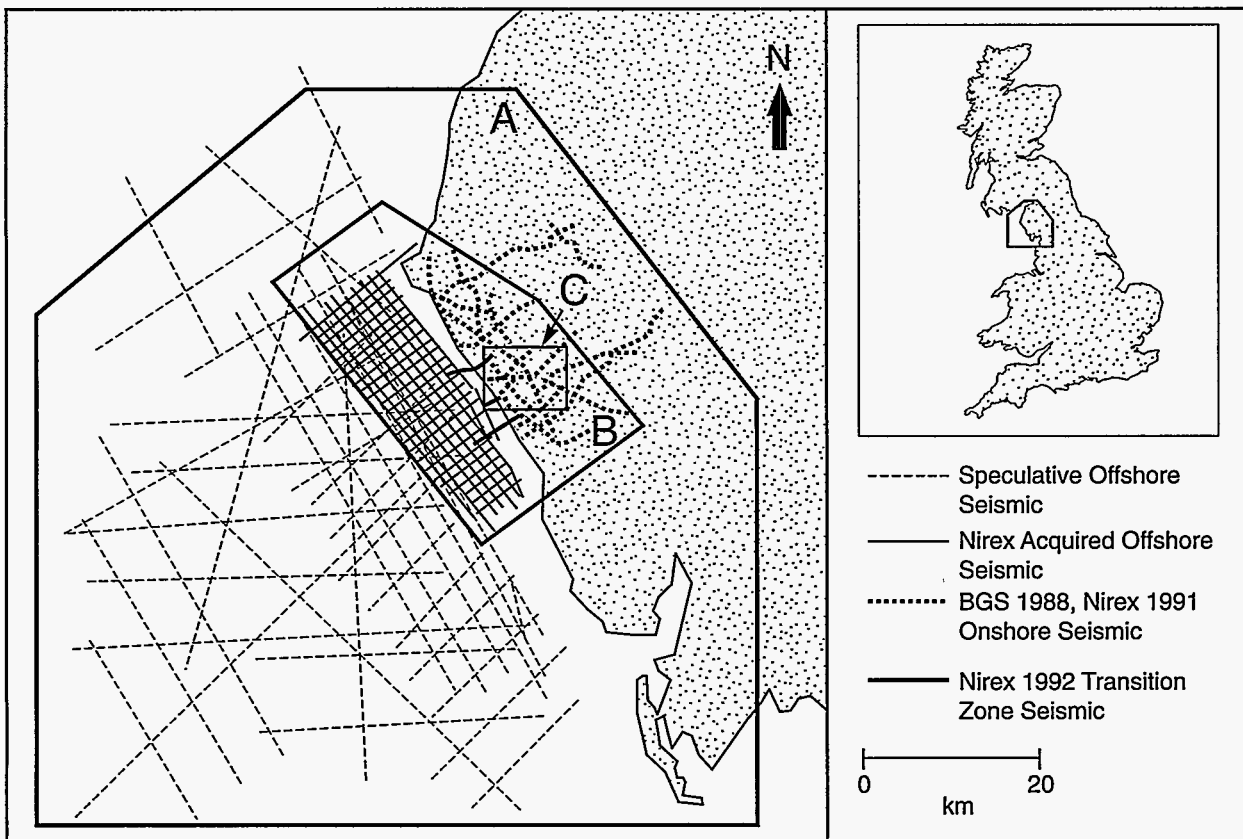 A
N
C
B
Speculative Offshore
Seismic
Nirex Acquired Offshore
Seismic
BGS 1988, Nirex 1991
Onshore Seismic
Nirex 1992 Transition
Zone Seismic
0 20
km